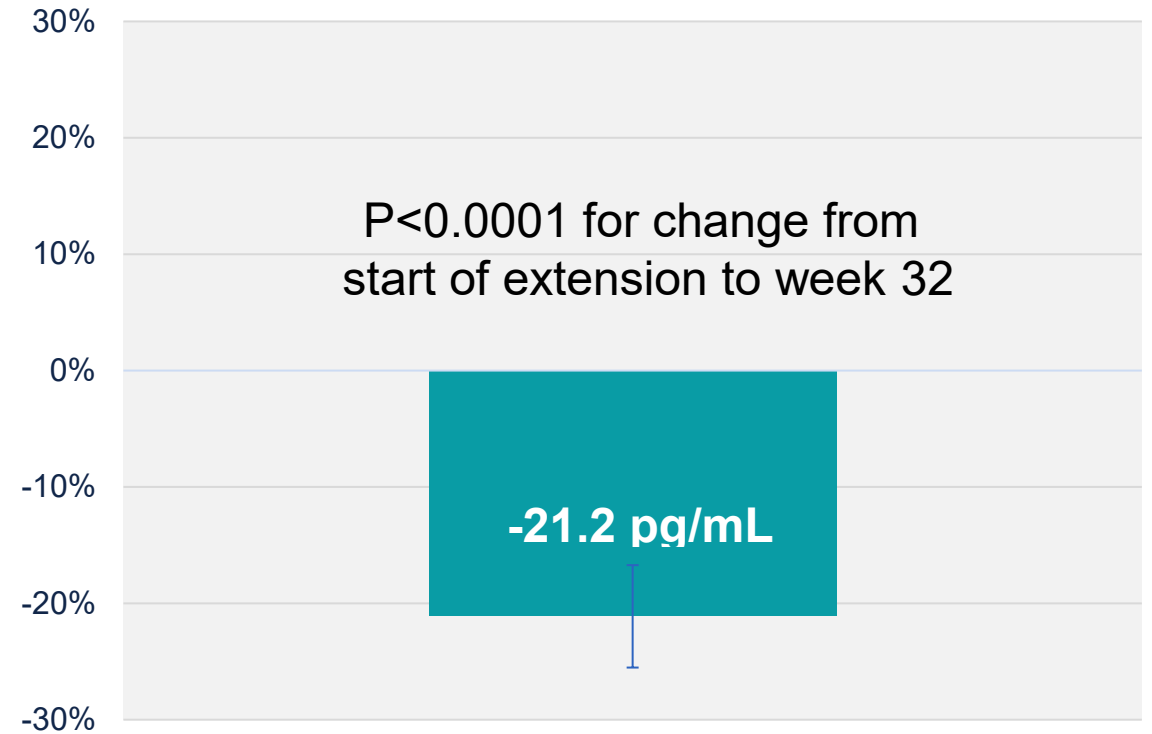 30%
20%
P<0.0001 for change from
10%
start of extension to week 32
0%
-10%
-21.2 pg/mL
-20%
-30%